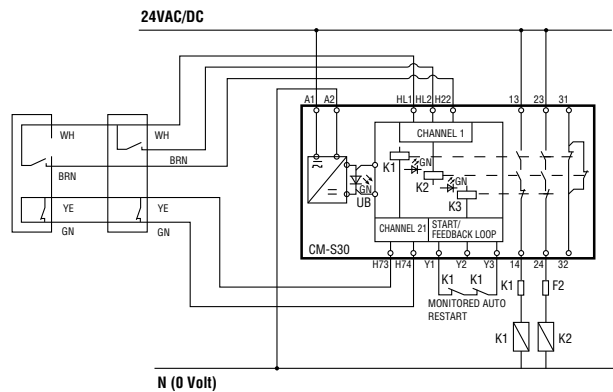 24VAC/DC
A1 A2 HL1 HL2 H22 13 23 31
WH WH
BRN
BRN
YE YE
GN GN
CHANNEL 1
K1 GN
K2
GN
K3
GN
UB
CHANNEL 21 START/
FEEDBACK LOOP
CM-S30
H73 H74 Y1 Y2 Y3 14 24 32
K1 K1 K1 F2
MONITORED AUTO
RESTART
K1 K2
N (0 Volt)